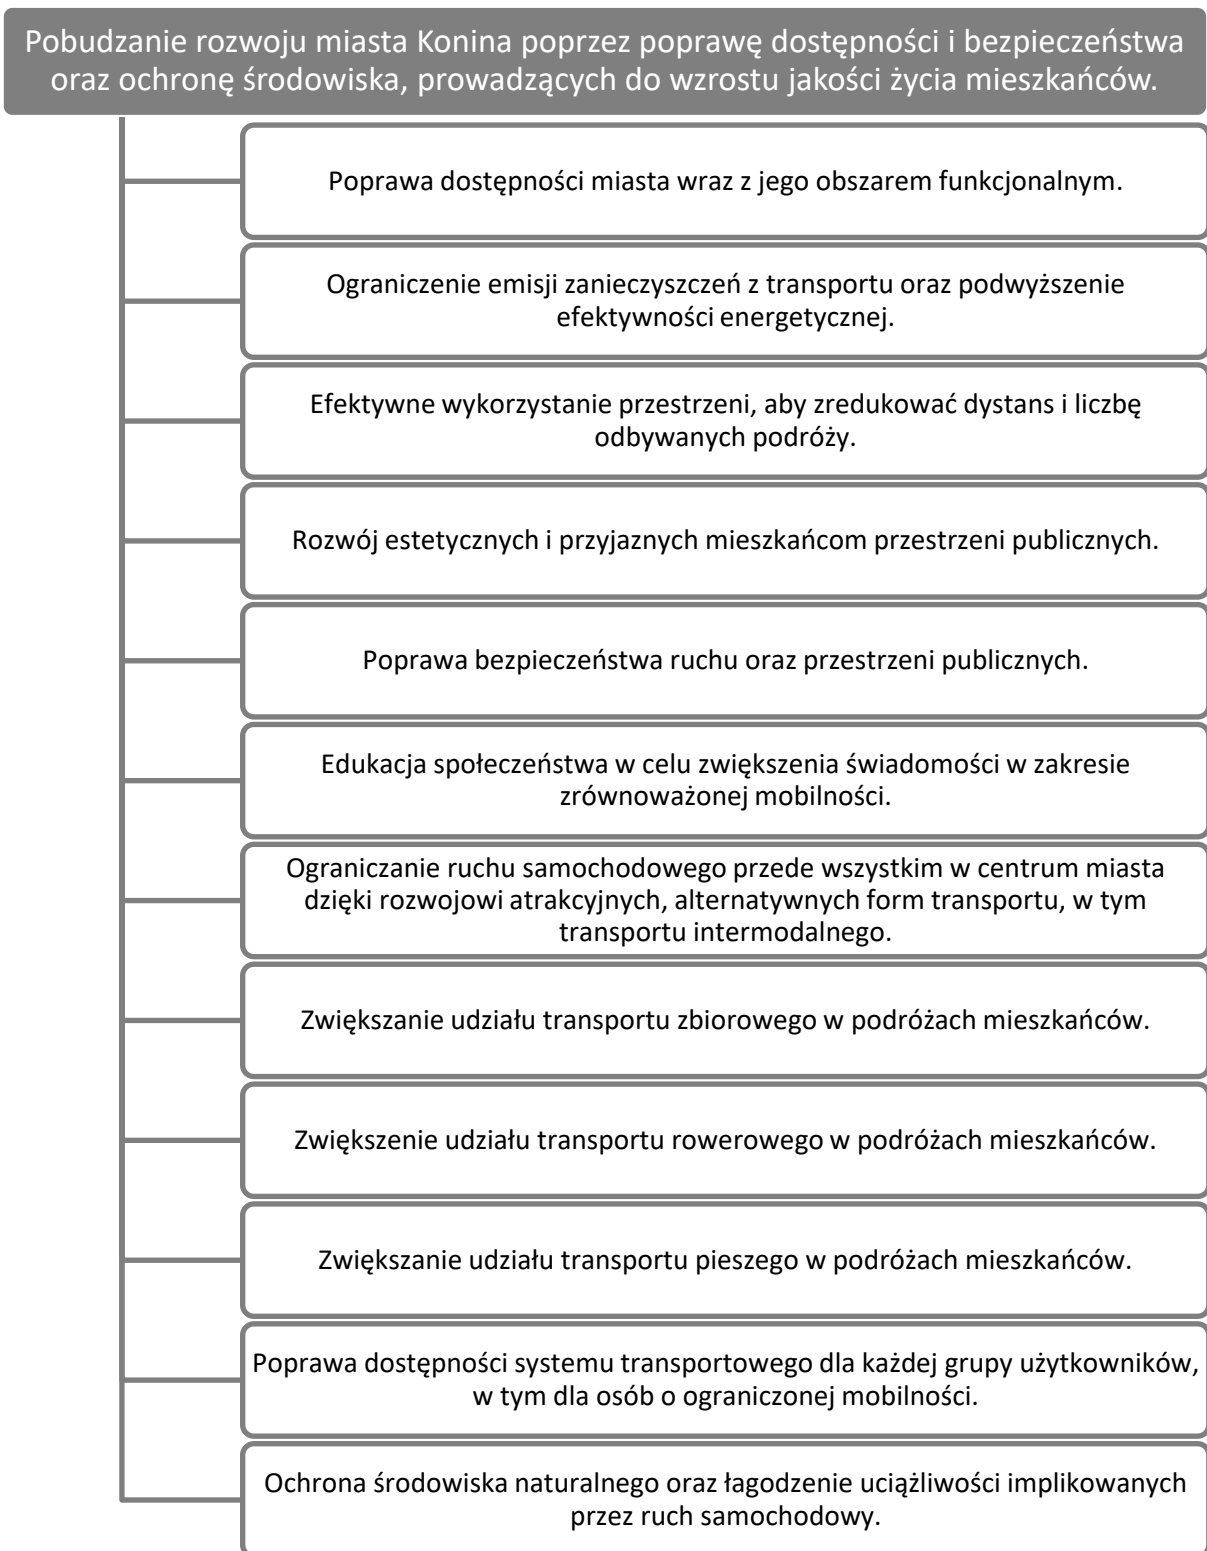 Pobudzanie rozwoju miasta Konina poprzez poprawę dostępności i bezpieczeństwa
oraz ochronę środowiska, prowadzących do wzrostu jakości życia mieszkańców.
Poprawa dostępności miasta wraz z jego obszarem funkcjonalnym.
Ograniczenie emisji zanieczyszczeń z transportu oraz podwyższenie
efektywności energetycznej.
Efektywne wykorzystanie przestrzeni, aby zredukować dystans i liczbę
odbywanych podróży.
Rozwój estetycznych i przyjaznych mieszkańcom przestrzeni publicznych.
Poprawa bezpieczeństwa ruchu oraz przestrzeni publicznych.
Edukacja społeczeństwa w celu zwiększenia świadomości w zakresie
zrównoważonej mobilności.
Ograniczanie ruchu samochodowego przede wszystkim w centrum miasta
dzięki rozwojowi atrakcyjnych, alternatywnych form transportu, w tym
transportu intermodalnego.
Zwiększanie udziału transportu zbiorowego w podróżach mieszkańców.
Zwiększenie udziału transportu rowerowego w podróżach mieszkańców.
Zwiększanie udziału transportu pieszego w podróżach mieszkańców.
Poprawa dostępności systemu transportowego dla każdej grupy użytkowników,
w tym dla osób o ograniczonej mobilności.
Ochrona środowiska naturalnego oraz łagodzenie uciążliwości implikowanych
przez ruch samochodowy.